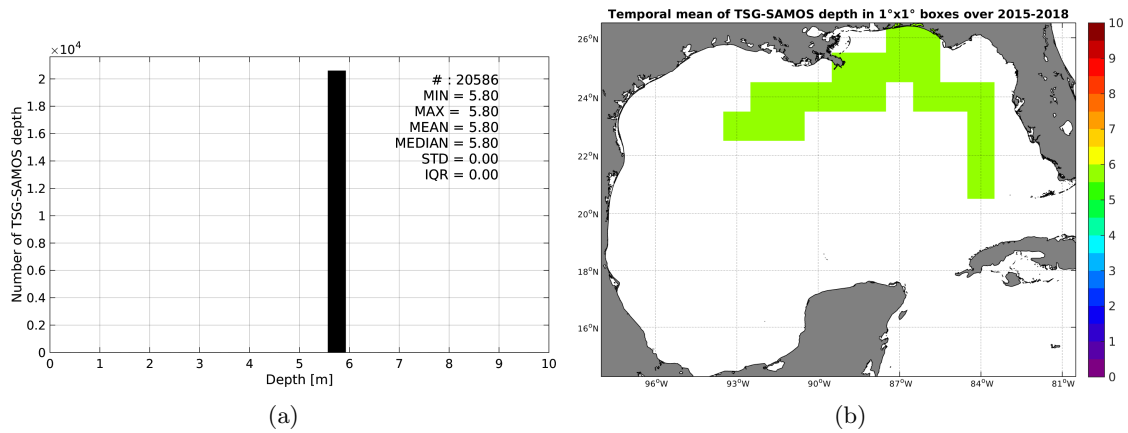 ×10⁴
Number of TSG-SAMOS depth
2
1.8
1.6
1.4
1.2
1
0.8
0.6
0.4
0.2
0
0 1 2 3 4 5 6 7 8 9 10
Depth [m]
# : 20586
MIN = 5.80
MAX = 5.80
MEAN = 5.80
MEDIAN = 5.80
STD = 0.00
IQR = 0.00
(a)
Temporal mean of TSG-SAMOS depth in 1°x1° boxes over 2015-2018
26°N
24°N
22°N
20°N
18°N
16°N
96°W 93°W 90°W 87°W 84°W 81°W
10
9
8
7
6
5
4
3
2
1
0
(b)